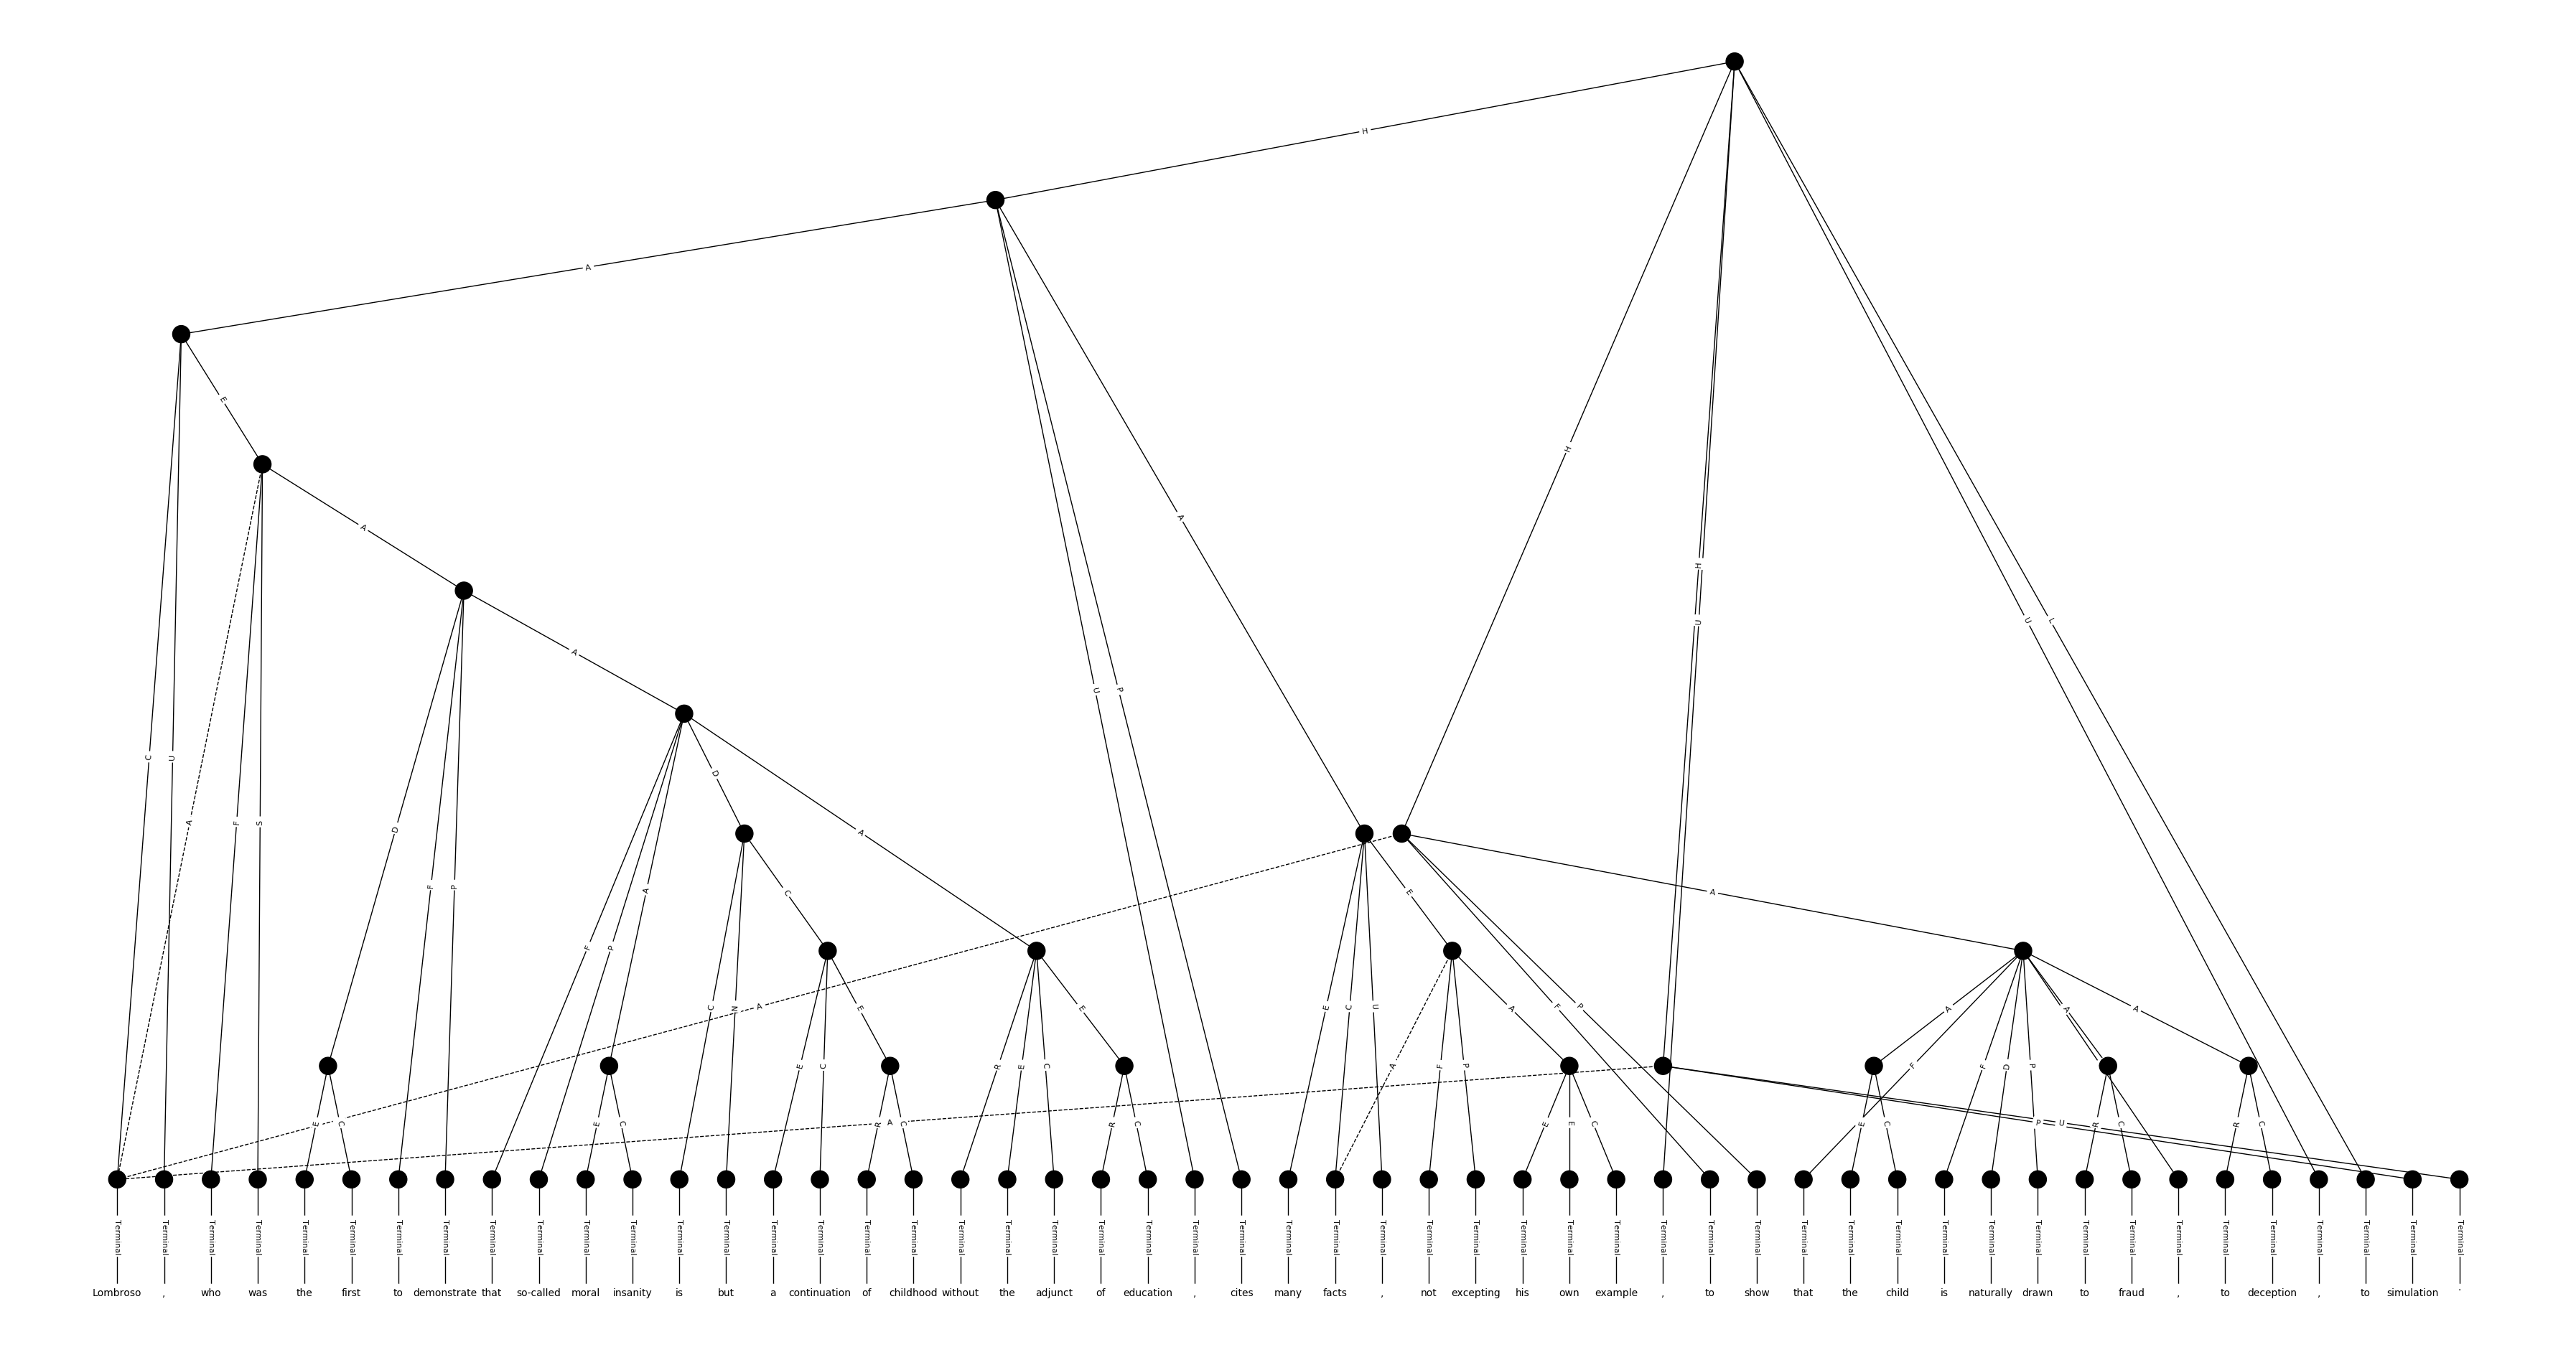 H
A
E
A
H
A
A
C U A F S D F P F P A D A U P H U U L
C E A
E C E C C N A E C R E C E E C U A F P A F P A F F D P A A
E C E C R C A R C R C E E C E C P U R C R C
Terminal Terminal Terminal Terminal Terminal Terminal Terminal Terminal Terminal Terminal Terminal Terminal Terminal Terminal Terminal Terminal Terminal Terminal Terminal Terminal Terminal Terminal Terminal Terminal Terminal Terminal Terminal Terminal Terminal Terminal Terminal Terminal Terminal Terminal Terminal Terminal Terminal Terminal Terminal Terminal Terminal Terminal Terminal Terminal Terminal Terminal Terminal Terminal Terminal Terminal Terminal
Lombroso , who was the first to demonstrate that so-called moral insanity is but a continuation of childhood without the adjunct of education , cites many facts , not excepting his own example , to show that the child is naturally drawn to fraud , to deception , to simulation .